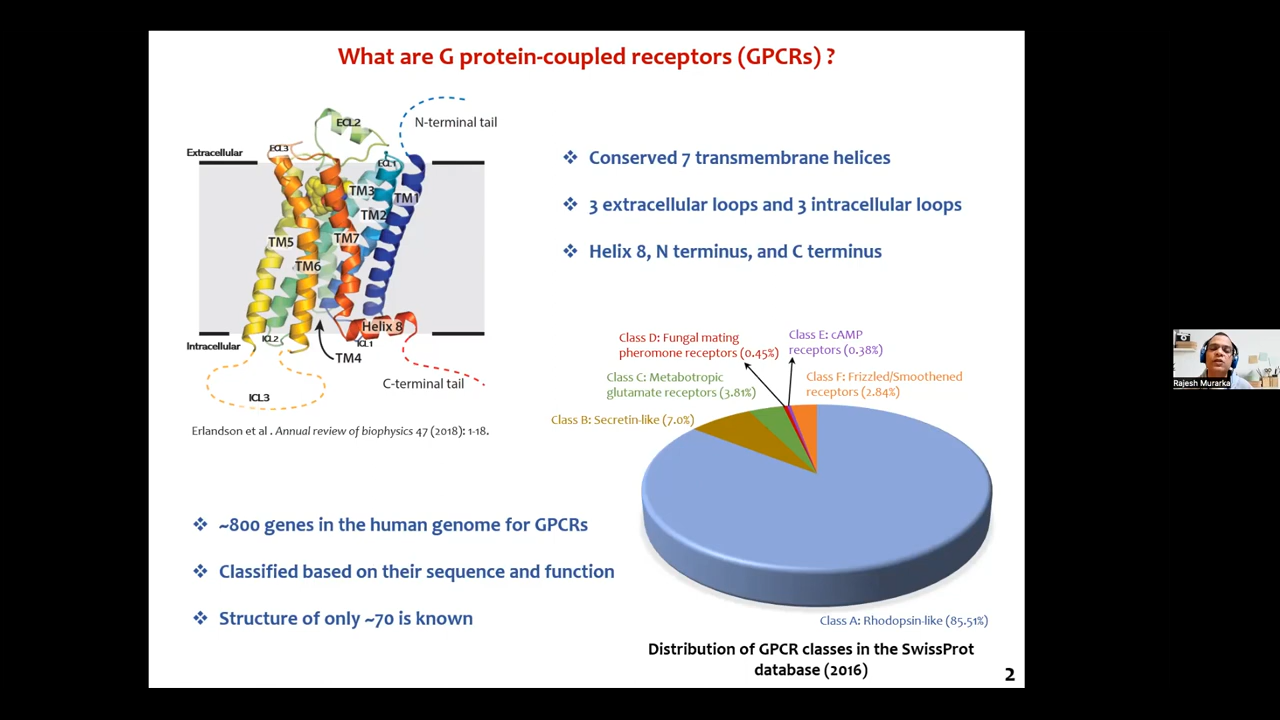 What are G protein-coupled receptors (GPCRs) ?
ECL2
N-terminal tail
Extracellular
ECL3
ECL1
TM3
TM1
TM2
TM5
TM7
TM6
Helix 8
Intracellular
ICL2
ICL1
TM4
C-terminal tail
ICL3
Erlandson et al . Annual review of biophysics 47 (2018): 1-18.
❖ Conserved 7 transmembrane helices
❖ 3 extracellular loops and 3 intracellular loops
❖ Helix 8, N terminus, and C terminus
Class D: Fungal mating
pheromone receptors (0.45%)
Class E: cAMP
receptors (0.38%)
Class C: Metabotropic
glutamate receptors (3.81%)
Class F: Frizzled/Smoothened
receptors (2.84%)
Class B: Secretin-like (7.0%)
Class A: Rhodopsin-like (85.51%)
Distribution of GPCR classes in the SwissProt
database (2016)
❖ ~800 genes in the human genome for GPCRs
❖ Classified based on their sequence and function
❖ Structure of only ~70 is known
2
Rajesh Murarka